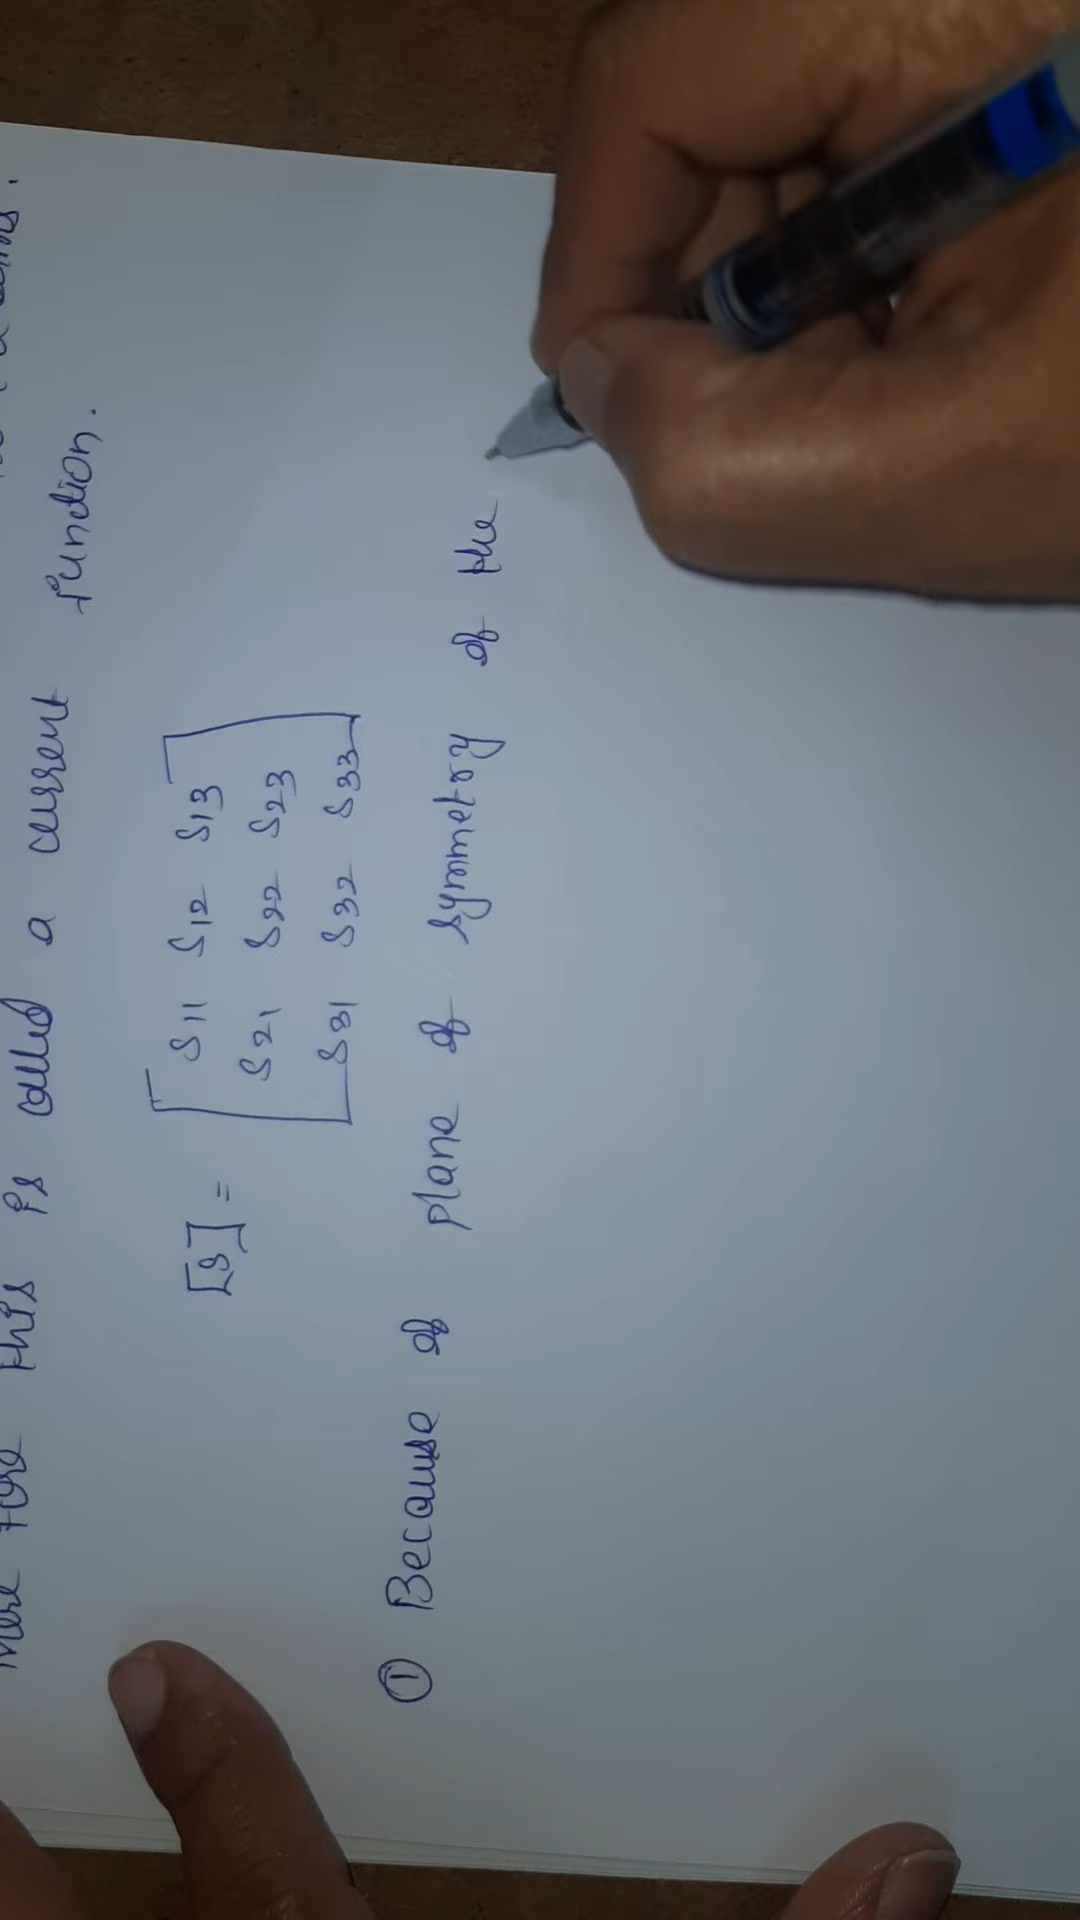 this is called a current
function.
[S] =
S11 S12 S13
S21 S22 S23
S31 S32 S33
① Because of plane of symmetory of the